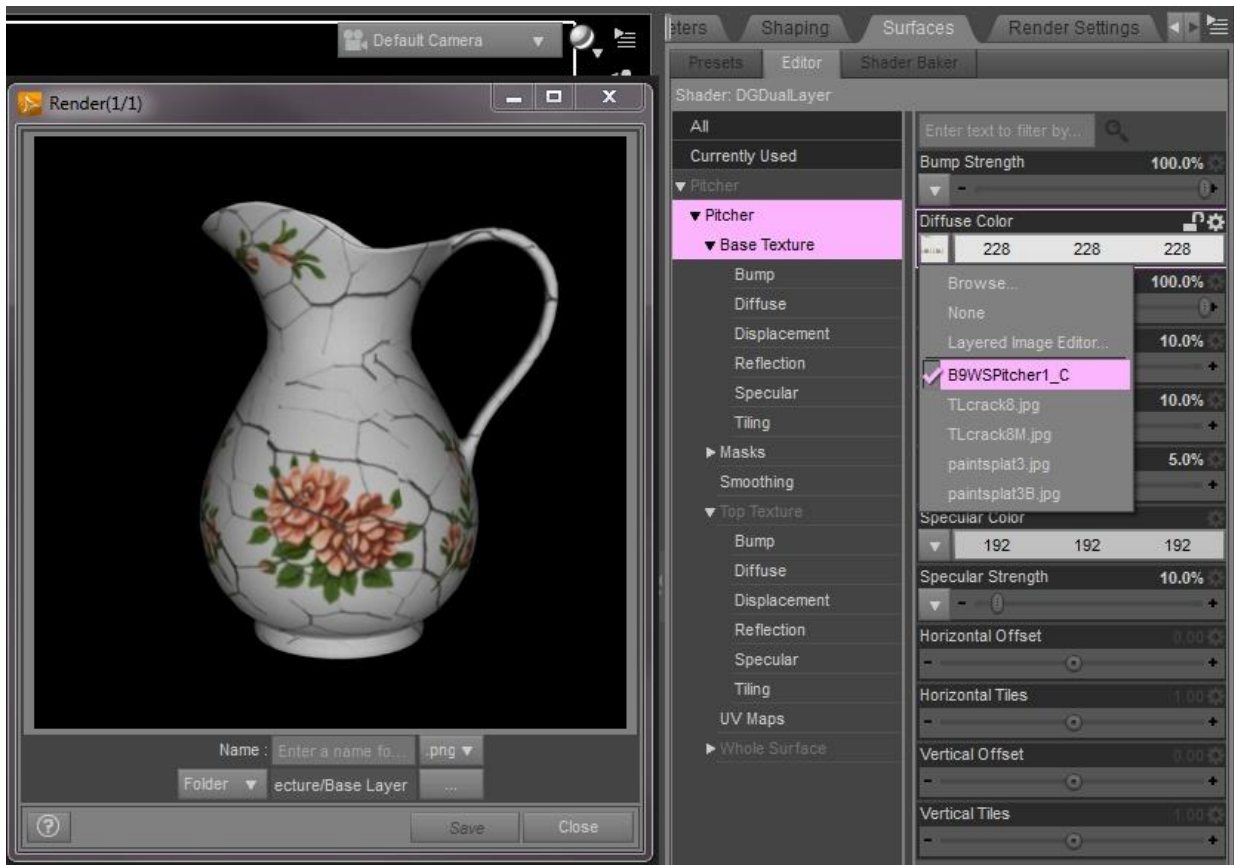 Default Camera
Render(1/1)
Name : Enter a name fo... .png
Folder ecture/Base Layer ...
? Save Close
eters Shaping Surfaces Render Settings
Presets Editor Shader Baker
Shader: DGDualLayer
All
Currently Used
Pitcher
Pitcher
Base Texture
Bump
Diffuse
Displacement
Reflection
Specular
Tiling
Masks
Smoothing
Top Texture
Bump
Diffuse
Displacement
Reflection
Specular
Tiling
UV Maps
Whole Surface
Enter text to filter by...
Bump Strength 100.0%
Diffuse Color
228 228 228
Browse...
None
Layered Image Editor...
B9WSPitcher1_C
TLcrack8.jpg
TLcrack8M.jpg
paintsplat3.jpg
paintsplat3B.jpg
100.0%
10.0%
10.0%
5.0%
Specular Color
192 192 192
Specular Strength 10.0%
Horizontal Offset 0.00
Horizontal Tiles 1.00
Vertical Offset 0.00
Vertical Tiles 1.00